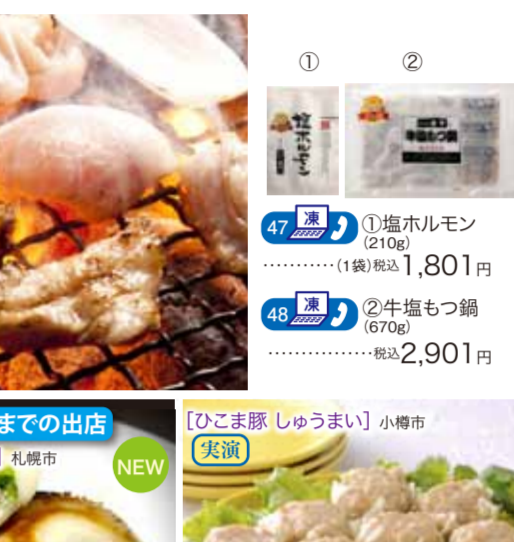 ① ②
塩ホルモン
牛塩もつ鍋
47 凍 ①塩ホルモン
(210g)
…………(1袋)税込1,801円
48 凍 ②牛塩もつ鍋
(670g)
………………税込2,901円
までの出店
] 札幌市
NEW
[ひこま豚 しゅうまい] 小樽市
実演